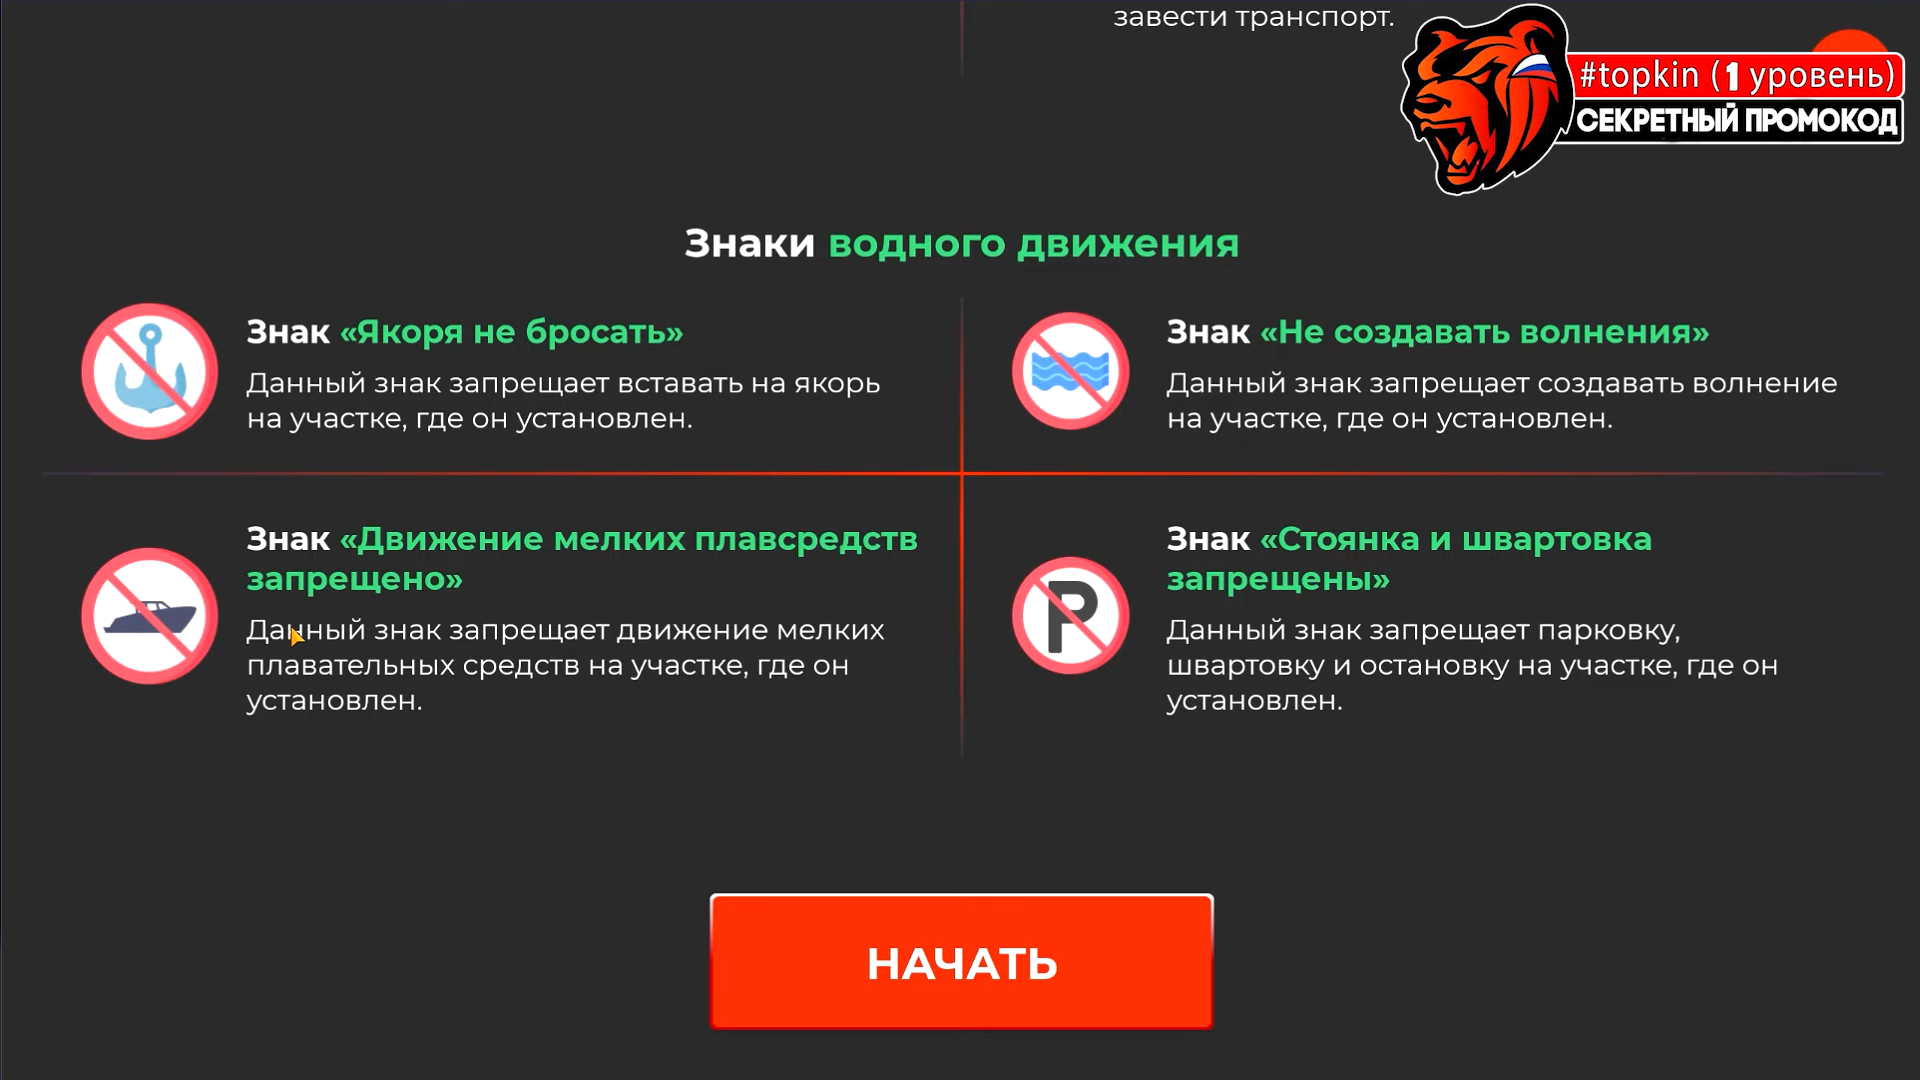 завести транспорт.
#topkin (1 уровень)
СЕКРЕТНЫЙ ПРОМОКОД
Знаки водного движения
Знак «Якоря не бросать»
Данный знак запрещает вставать на якорь
на участке, где он установлен.
Знак «Не создавать волнения»
Данный знак запрещает создавать волнение
на участке, где он установлен.
Знак «Движение мелких плавсредств
запрещено»
Данный знак запрещает движение мелких
плавательных средств на участке, где он
установлен.
Знак «Стоянка и швартовка
запрещены»
P
Данный знак запрещает парковку,
швартовку и остановку на участке, где он
установлен.
НАЧАТЬ